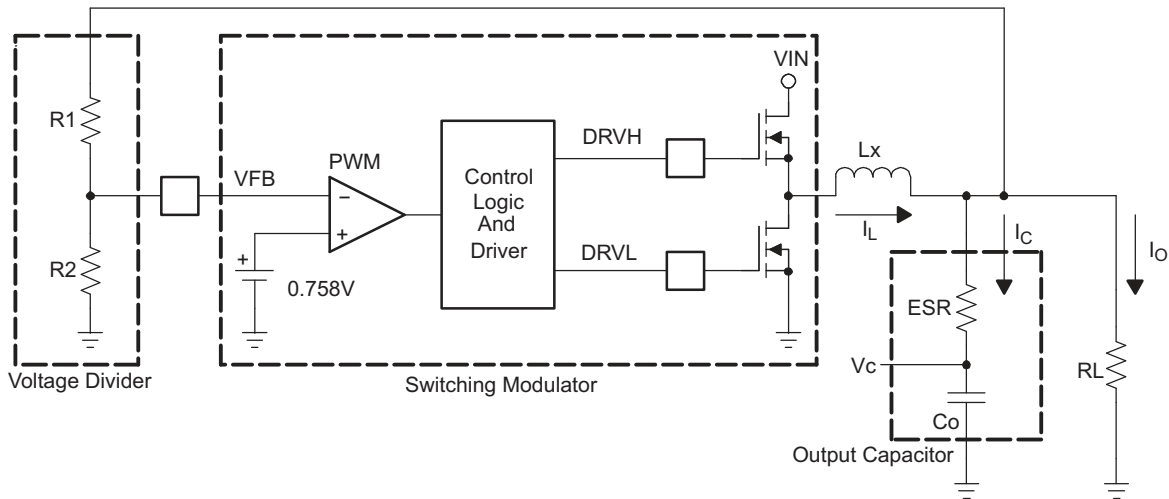 VIN
R1
DRVH
PWM
Lx
VFB
Control
Logic
And
Driver
−
+
I_L
I_C
I_O
R2
+
DRVL
0.758V
ESR
Vc
RL
Voltage Divider
Switching Modulator
Co
Output Capacitor